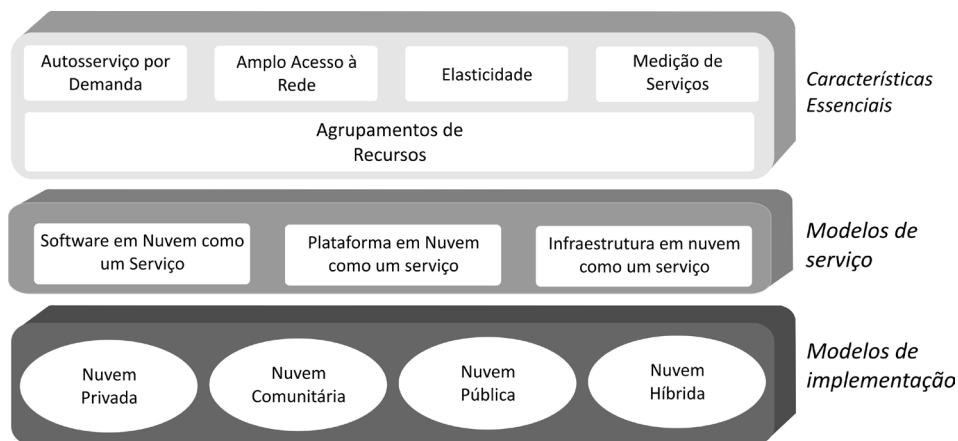 Autosserviço por
Demanda
Amplo Acesso à
Rede
Elasticidade
Medição de
Serviços
Agrupamentos de
Recursos
Características
Essenciais
Software em Nuvem como
um Serviço
Plataforma em Nuvem
como um serviço
Infraestrutura em nuvem
como um serviço
Modelos de
serviço
Nuvem
Privada
Nuvem
Comunitária
Nuvem
Pública
Nuvem
Híbrida
Modelos de
implementação